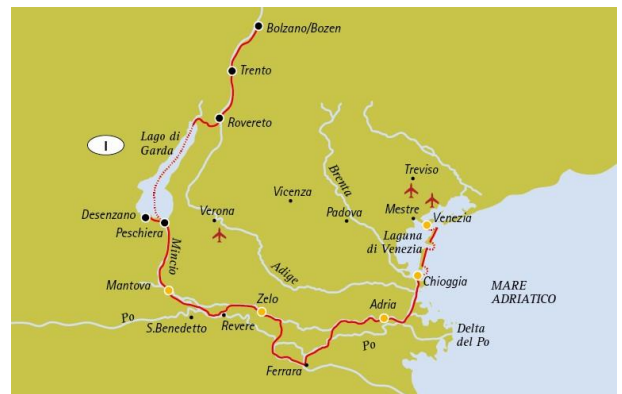 Bolzano/Bozen
Trento
Rovereto
Lago di
Garda
I
Treviso
Brenta
Vicenza
Desenzano
Verona
Padova
Mestre
Venezia
Peschiera
Laguna
di Venezia
Mincio
Adige
Chioggia
Mantova
MARE
ADRIATICO
Zelo
Adria
Po
S.Benedetto
Revere
Po
Delta
del Po
Ferrara